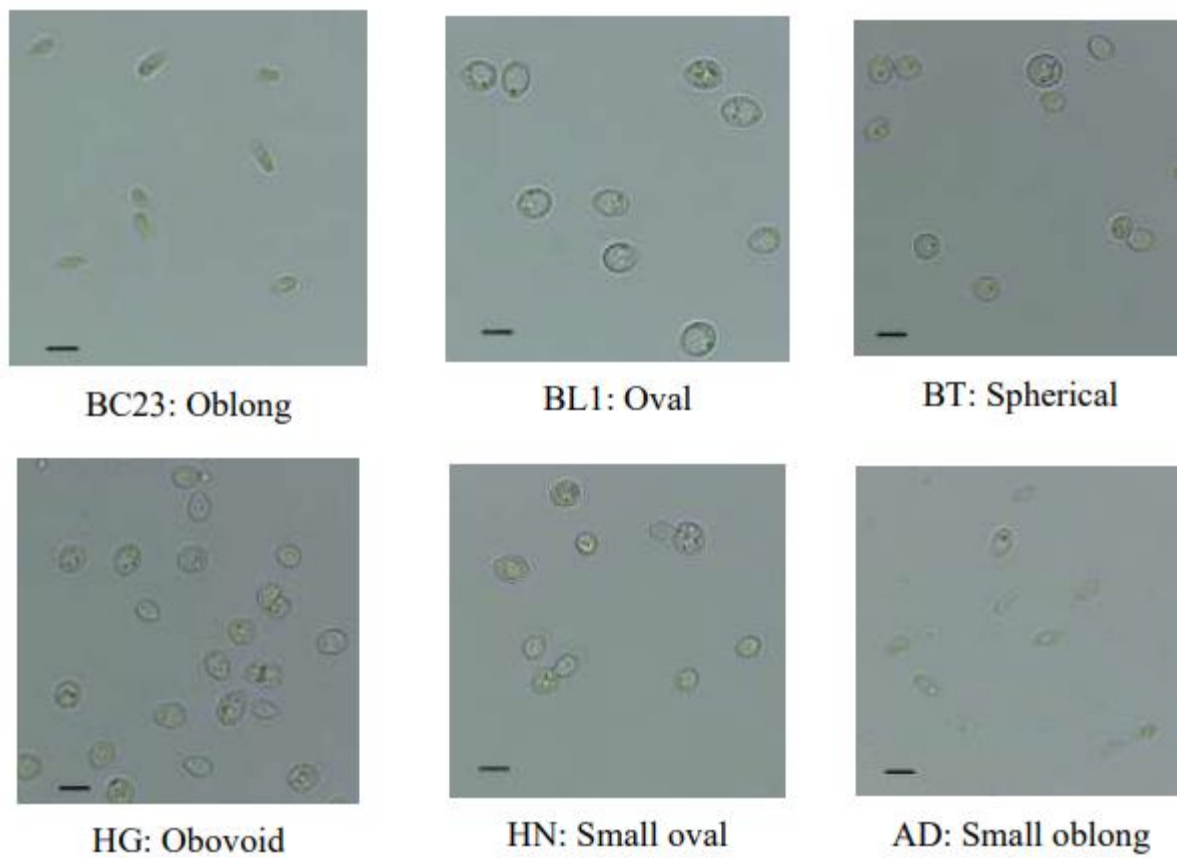 BC23: Oblong
BL1: Oval
BT: Spherical
HG: Obovoid
HN: Small oval
AD: Small oblong